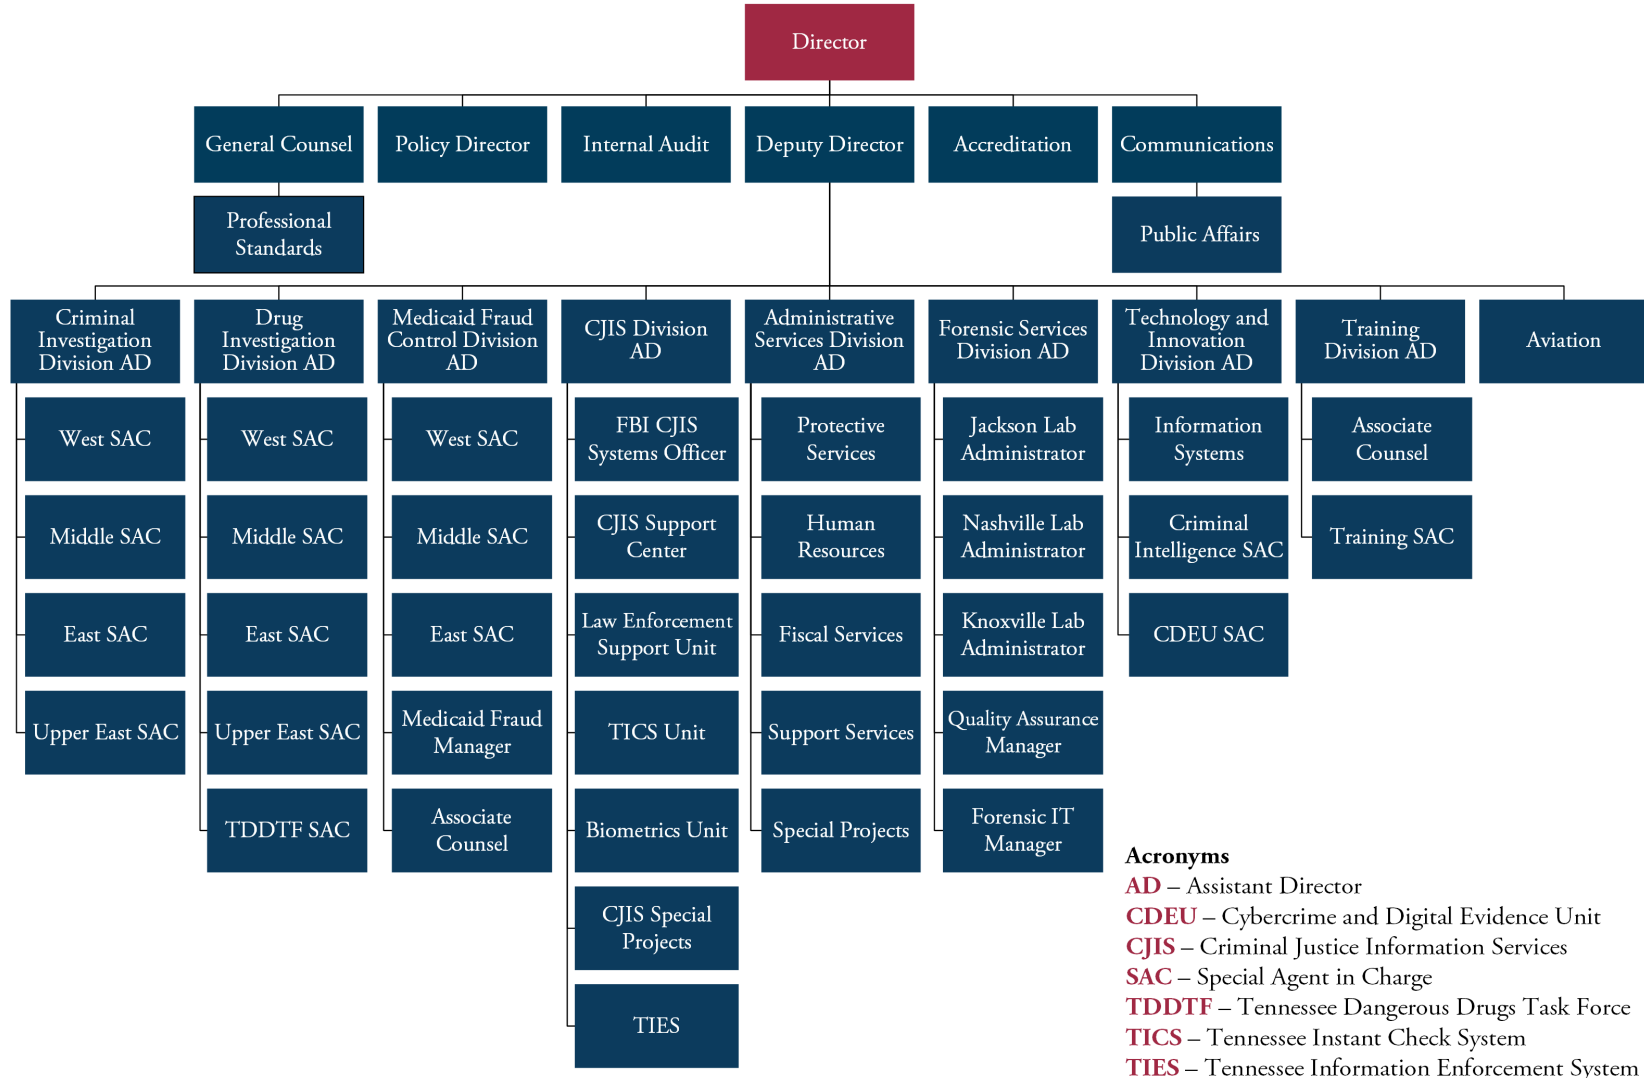 Director
General Counsel
Policy Director
Internal Audit
Deputy Director
Accreditation
Communications
Professional
Standards
Public Affairs
Criminal
Investigation
Division AD
Drug
Investigation
Division AD
Medicaid Fraud
Control Division
AD
CJIS Division
AD
Administrative
Services Division
AD
Forensic Services
Division AD
Technology and
Innovation
Division AD
Training
Division AD
Aviation
West SAC
Middle SAC
East SAC
Upper East SAC
West SAC
Middle SAC
East SAC
Upper East SAC
TDDTF SAC
West SAC
Middle SAC
East SAC
Medicaid Fraud
Manager
Associate
Counsel
FBI CJIS
Systems Officer
CJIS Support
Center
Law Enforcement
Support Unit
TICS Unit
Biometrics Unit
CJIS Special
Projects
TIES
Protective
Services
Human
Resources
Fiscal Services
Support Services
Special Projects
Jackson Lab
Administrator
Nashville Lab
Administrator
Knoxville Lab
Administrator
Quality Assurance
Manager
Forensic IT
Manager
Information
Systems
Criminal
Intelligence SAC
CDEU SAC
Associate
Counsel
Training SAC
Acronyms
AD – Assistant Director
CDEU – Cybercrime and Digital Evidence Unit
CJIS – Criminal Justice Information Services
SAC – Special Agent in Charge
TDDTF – Tennessee Dangerous Drugs Task Force
TICS – Tennessee Instant Check System
TIES – Tennessee Information Enforcement System